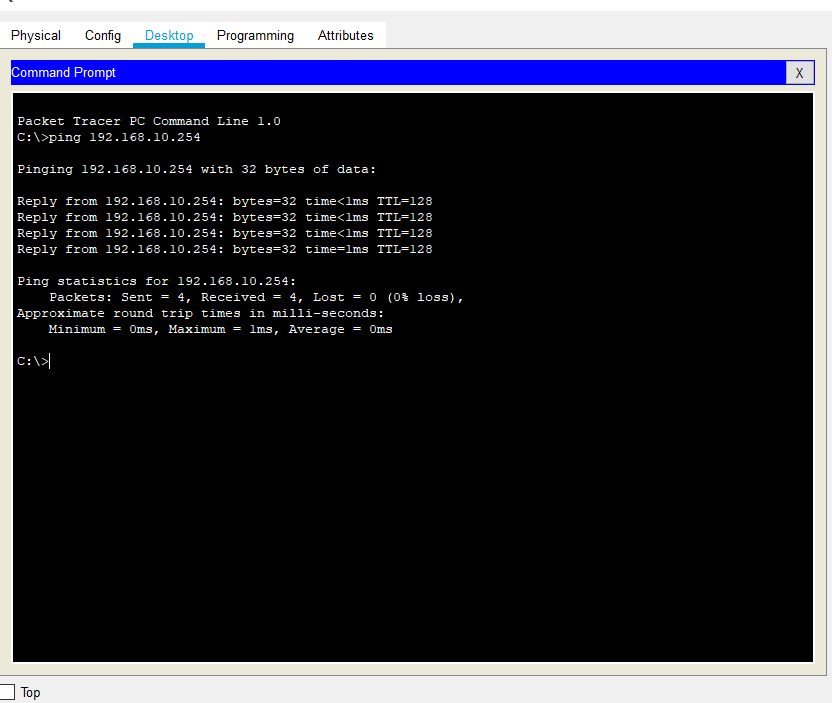 Physical Config Desktop Programming Attributes
Command Prompt
X
Packet Tracer PC Command Line 1.0
C:\>ping 192.168.10.254
Pinging 192.168.10.254 with 32 bytes of data:
Reply from 192.168.10.254: bytes=32 time<1ms TTL=128
Reply from 192.168.10.254: bytes=32 time<1ms TTL=128
Reply from 192.168.10.254: bytes=32 time<1ms TTL=128
Reply from 192.168.10.254: bytes=32 time=1ms TTL=128
Ping statistics for 192.168.10.254:
Packets: Sent = 4, Received = 4, Lost = 0 (0% loss),
Approximate round trip times in milli-seconds:
Minimum = 0ms, Maximum = 1ms, Average = 0ms
C:\>
Top